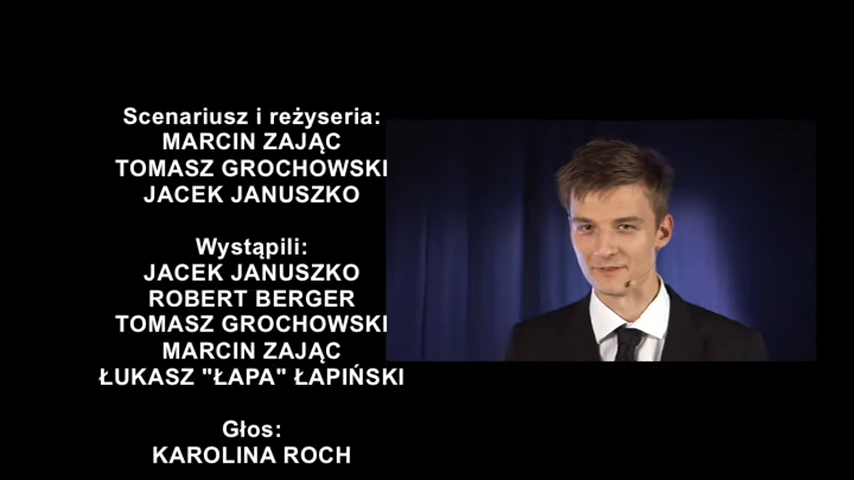 Scenariusz i reżyseria:
MARCIN ZAJĄC
TOMASZ GROCHOWSKI
JACEK JANUSZKO
Wystąpili:
JACEK JANUSZKO
ROBERT BERGER
TOMASZ GROCHOWSKI
MARCIN ZAJĄC
ŁUKASZ "ŁAPA" ŁAPIŃSKI
Głos:
KAROLINA ROCH